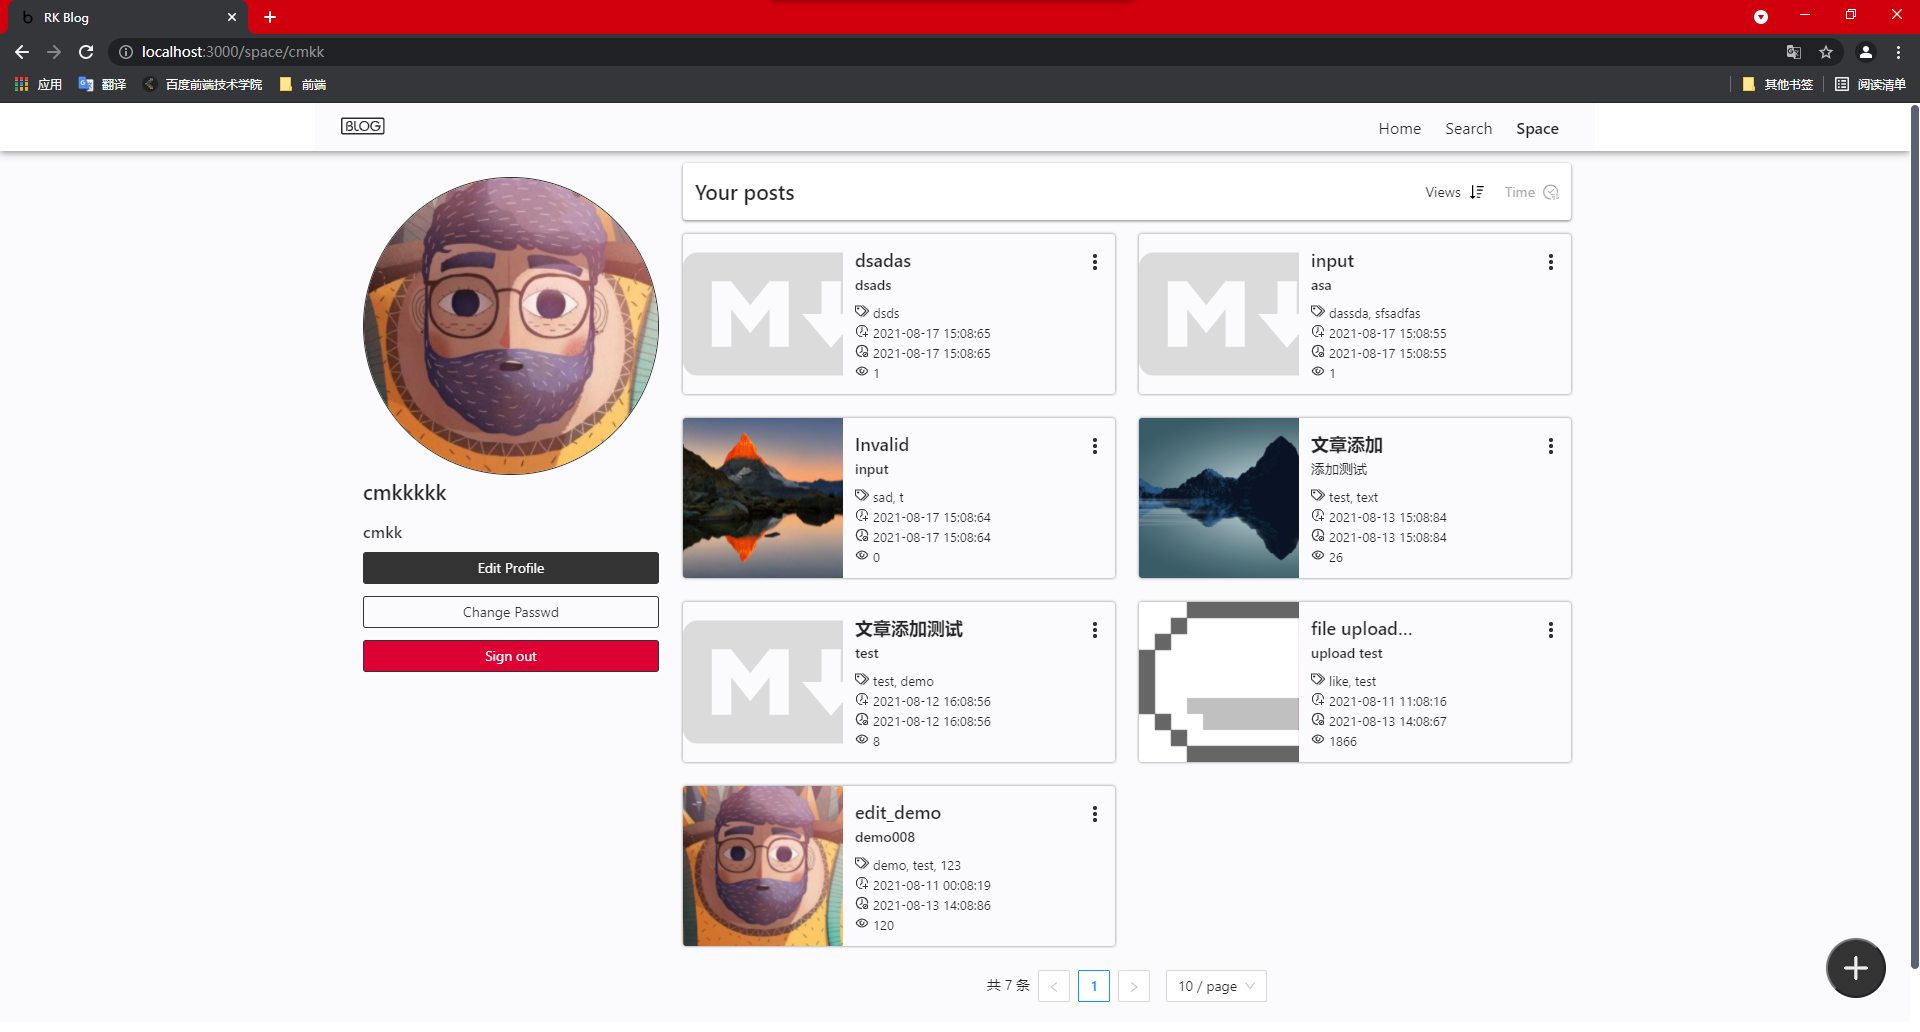 RK Blog
localhost:3000/space/cmkk
应用 翻译 百度前端技术学院 前端 其他书签 阅读清单
BLOG Home Search Space
Your posts Views Time
dsadas
dsads
dsds
2021-08-17 15:08:65
2021-08-17 15:08:65
1
input
asa
dassda, sfsadfas
2021-08-17 15:08:55
2021-08-17 15:08:55
1
Invalid
input
sad, t
2021-08-17 15:08:64
2021-08-17 15:08:64
0
文章添加
添加测试
test, text
2021-08-13 15:08:84
2021-08-13 15:08:84
26
cmkkkkk
cmkk
Edit Profile
Change Passwd
Sign out
文章添加测试
test
test, demo
2021-08-12 16:08:56
2021-08-12 16:08:56
8
file upload...
upload test
like, test
2021-08-11 11:08:16
2021-08-13 14:08:67
1866
edit_demo
demo008
demo, test, 123
2021-08-11 00:08:19
2021-08-13 14:08:86
120
共 7 条 < 1 > 10 / page